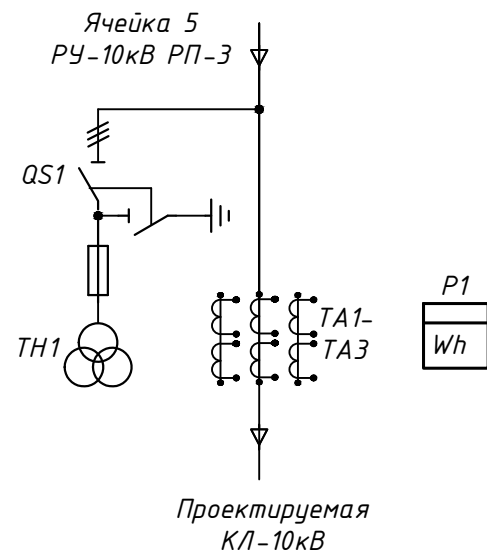 Ячейка 5
РУ-10кВ РП-3
QS1
TH1
TA1-
TA3
P1
Wh
Проектируемая
КЛ-10кВ